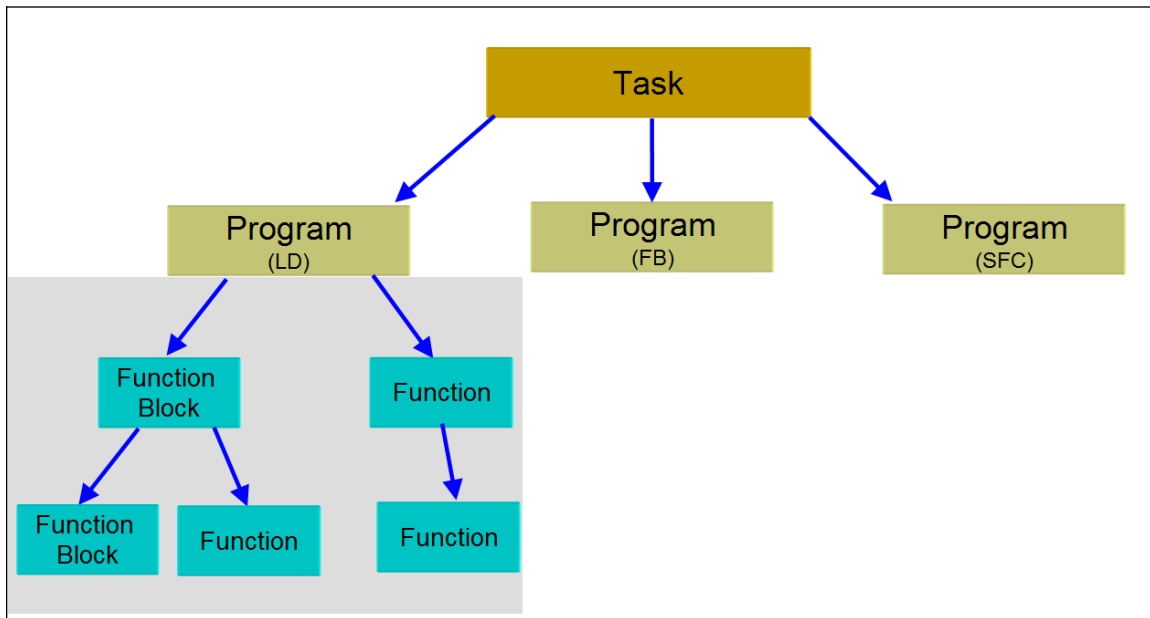 Task
Program
(LD)
Program
(FB)
Program
(SFC)
Function
Block
Function
Function
Block
Function
Function